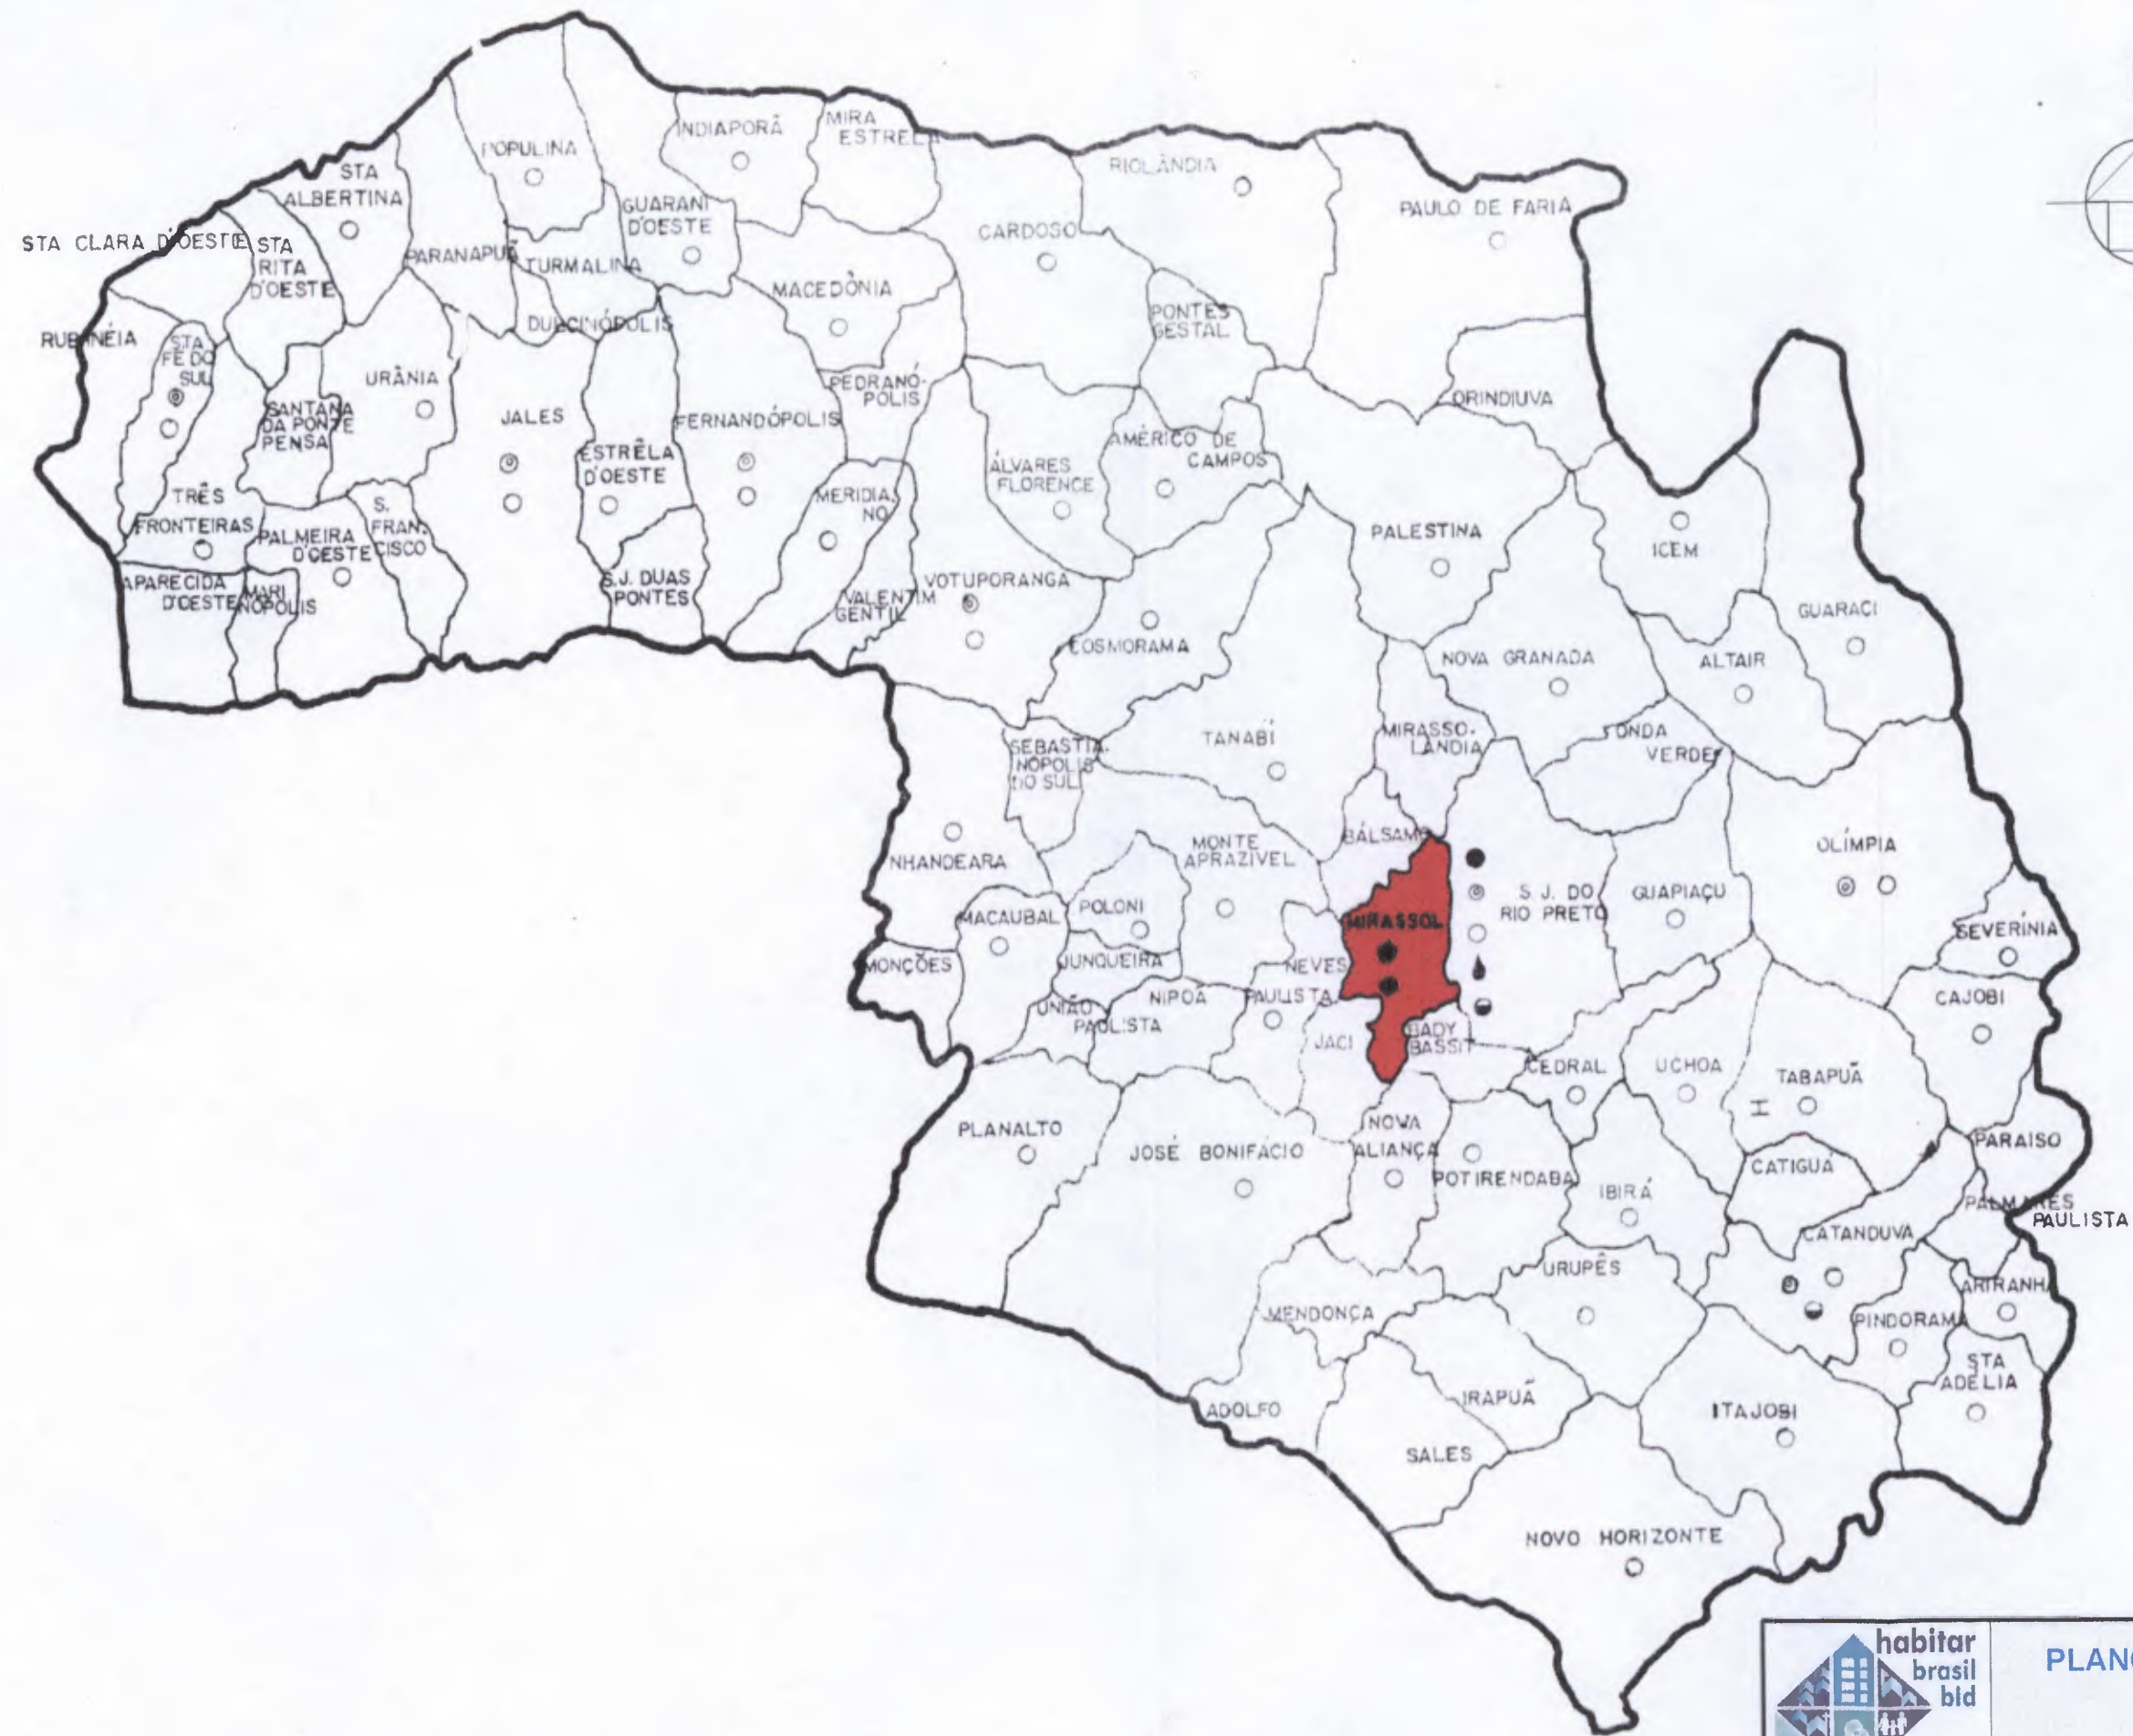 INDIAPORÃ
MIRA
ESTRELA
POPULINA
STA
ALBERTINA
RIOLÂNDIA
GUARANI
D'OESTE
PAULO DE FARIA
STA CLARA D'OESTE
STA
RITA
D'OESTE
PARANAPUÃ
TURMALINA
CARDOSO
MACEDÔNIA
DULCINÓPOLIS
PONTES
GESTAL
RUBINÉIA
STA
FÉ DO
SUL
URÂNIA
PEDRANÓ-
POLIS
ORINDIUVA
SANTANA
DA PONTE
PENSA
JALES
FERNANDÓPOLIS
ESTRÊLA
D'OESTE
AMÉRICO DE
CAMPOS
ÁLVARES
FLORENCE
TRÊS
FRONTEIRAS
S.
FRAN.
CISCO
MERIDIA.
NO
PALMEIRA
D'OESTE
PALESTINA
ICEM
APARECIDA
D'OESTE
MARI
NÓPOLIS
S.J. DUAS
PONTES
VALENTIM
GENTIL
VOTUPORANGA
GUARACI
COSMORAMA
NOVA GRANADA
ALTAIR
SEBASTIA.
NÓPOLIS
DO SUL
TANABÍ
MIRASSO.
LÂNDIA
ONDA
VERDE
BÁLSAMO
MONTE
APRAZÍVEL
OLÍMPIA
NHANDEARA
S. J. DO
RIO PRETO
GUAPIAÇU
MACAUBAL
POLONI
MIRASSOL
SEVERÍNIA
MONÇÕES
JUNQUEIRA
NEVES
PAULISTA
NIPOÃ
UNIÃO
PAULISTA
CAJOBI
JACI
BADY
BASSIT
CEDRAL
UCHOA
TABAPUÃ
PLANALTO
JOSÉ BONIFÁCIO
NOVA
ALIANÇA
POTIRENDABA
PARAISO
CATIGUÁ
IBIRÁ
PALMARES
PAULISTA
CATANDUVA
URUPÊS
ARIRANHA
MENDONÇA
PINDORAMA
STA
ADÉLIA
ADOLFO
IRAPUÃ
ITAJOBI
SALES
NOVO HORIZONTE
habitar
brasil
bid